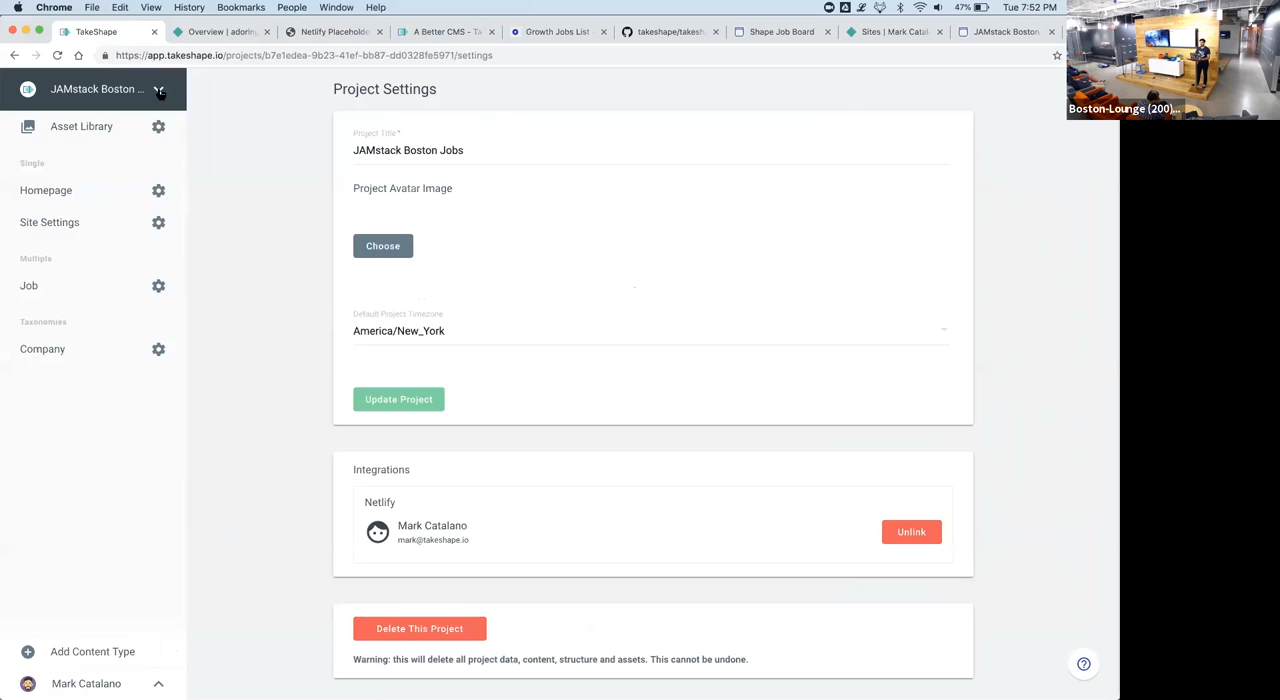 Chrome File Edit View History Bookmarks People Window Help 47% Tue 7:52 PM
TakeShape Overview | adoring Netlify Placeholde A Better CMS - Ta Growth Jobs List takeshape/takesh Shape Job Board Sites | Mark Catal JAMstack Boston
https://app.takeshape.io/projects/b7e1edea-9b23-41ef-bb87-dd0328fe5971/settings
Boston-Lounge (200)...
JAMstack Boston ...
Asset Library
Single
Homepage
Site Settings
Multiple
Job
Taxonomies
Company
Add Content Type
Mark Catalano
Project Settings
Project Title *
JAMstack Boston Jobs
Project Avatar Image
Choose
Default Project Timezone
America/New_York
Update Project
Integrations
Netlify
Mark Catalano
mark@takeshape.io
Unlink
Delete This Project
Warning: this will delete all project data, content, structure and assets. This cannot be undone.